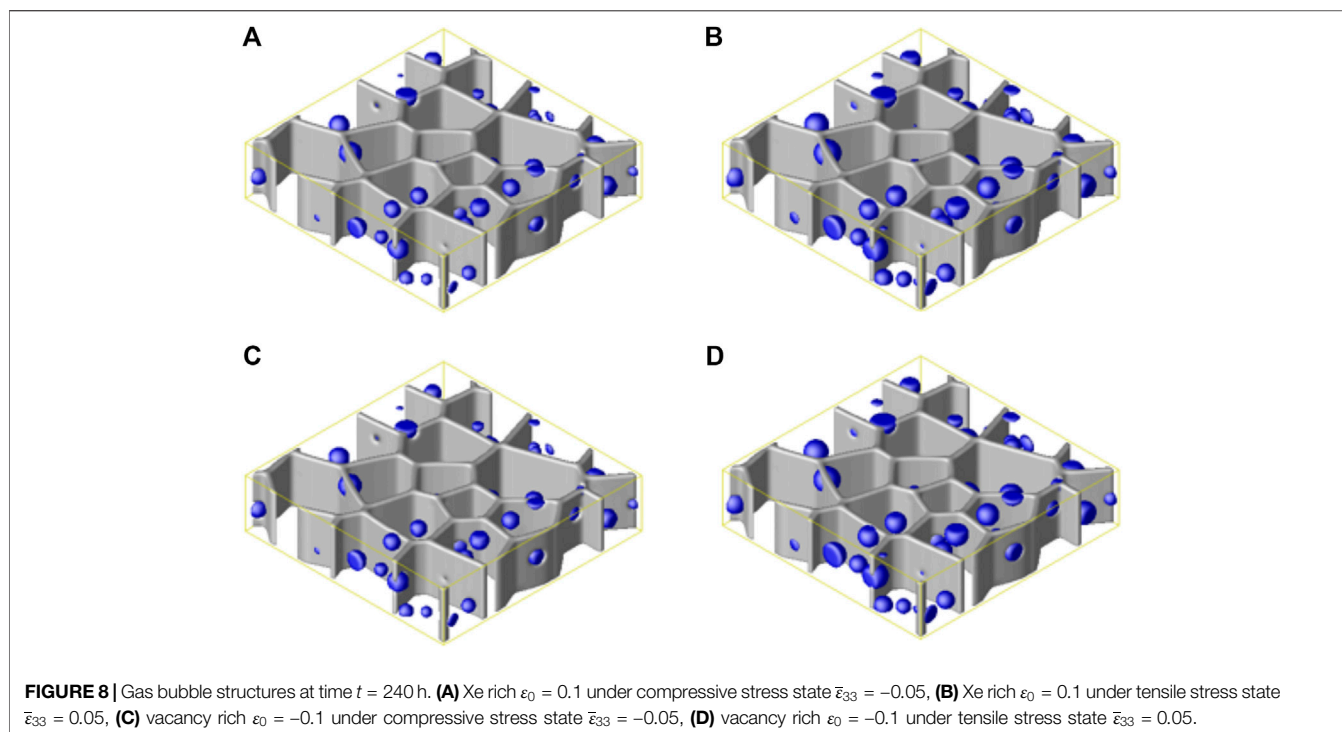 A
B
C
D
FIGURE 8 | Gas bubble structures at time t = 240 h. (A) Xe rich ε₀ = 0.1 under compressive stress state ε̅₃₃ = −0.05, (B) Xe rich ε₀ = 0.1 under tensile stress state
ε̅₃₃ = 0.05, (C) vacancy rich ε₀ = −0.1 under compressive stress state ε̅₃₃ = −0.05, (D) vacancy rich ε₀ = −0.1 under tensile stress state ε̅₃₃ = 0.05.